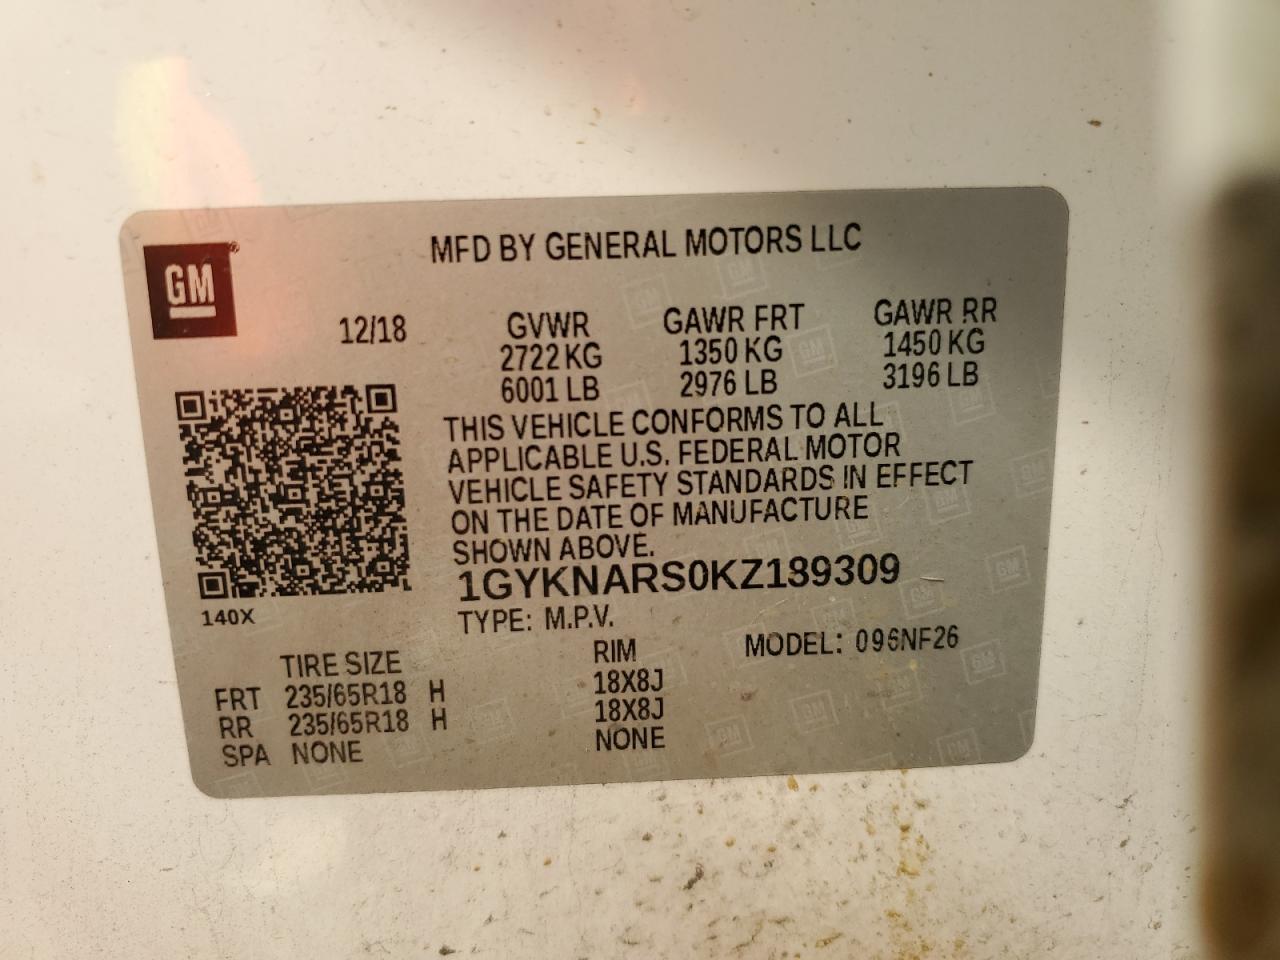 MFD BY GENERAL MOTORS LLC
GM
12/18 GVWR GAWR FRT GAWR RR
2722 KG 1350 KG 1450 KG
6001 LB 2976 LB 3196 LB
THIS VEHICLE CONFORMS TO ALL
APPLICABLE U.S. FEDERAL MOTOR
VEHICLE SAFETY STANDARDS IN EFFECT
ON THE DATE OF MANUFACTURE
SHOWN ABOVE.
1GYKNARS0KZ189309
140X
TYPE: M.P.V. MODEL: 096NF26
TIRE SIZE RIM
FRT 235/65R18 H 18X8J
RR 235/65R18 H 18X8J
SPA NONE NONE